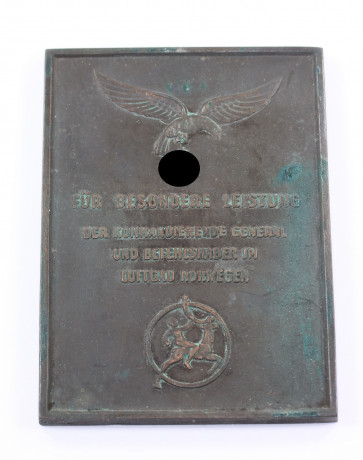 FÜR BESONDERE LEISTUNG
DER KOMMANDIERENDE GENERAL
UND BEFEHLSHABER IM
LUFTGAU NORWEGEN